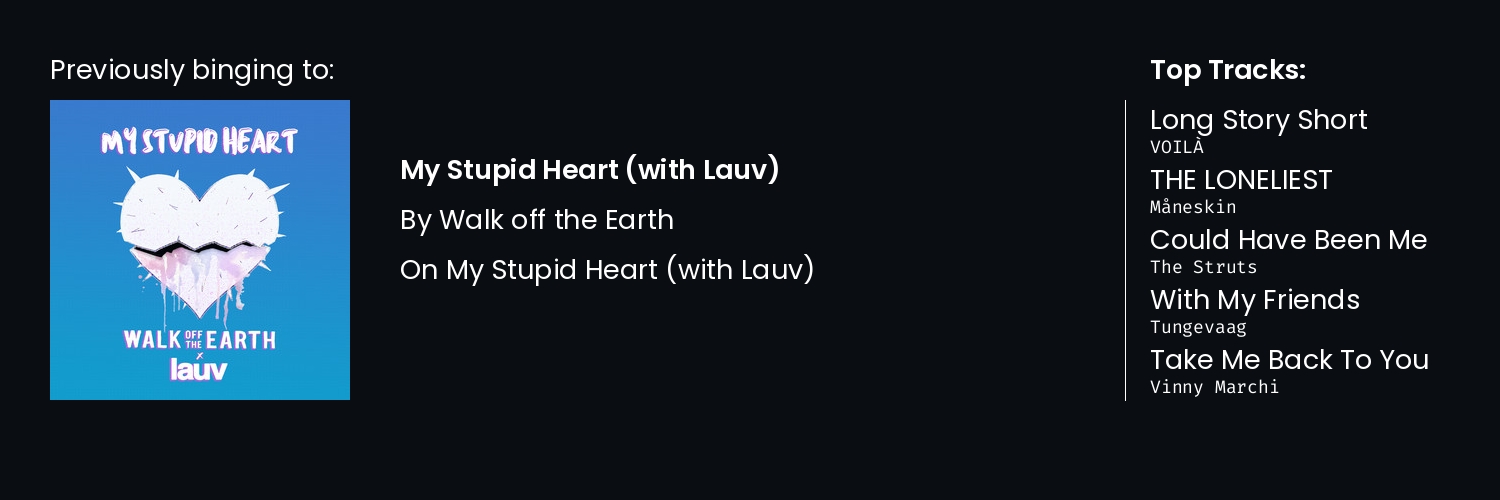 Previously binging to:
MY STUPID HEART
WALK OFF THE EARTH
x
lauv
My Stupid Heart (with Lauv)
By Walk off the Earth
On My Stupid Heart (with Lauv)
Top Tracks:
Long Story Short
VOILÀ
THE LONELIEST
Måneskin
Could Have Been Me
The Struts
With My Friends
Tungevaag
Take Me Back To You
Vinny Marchi